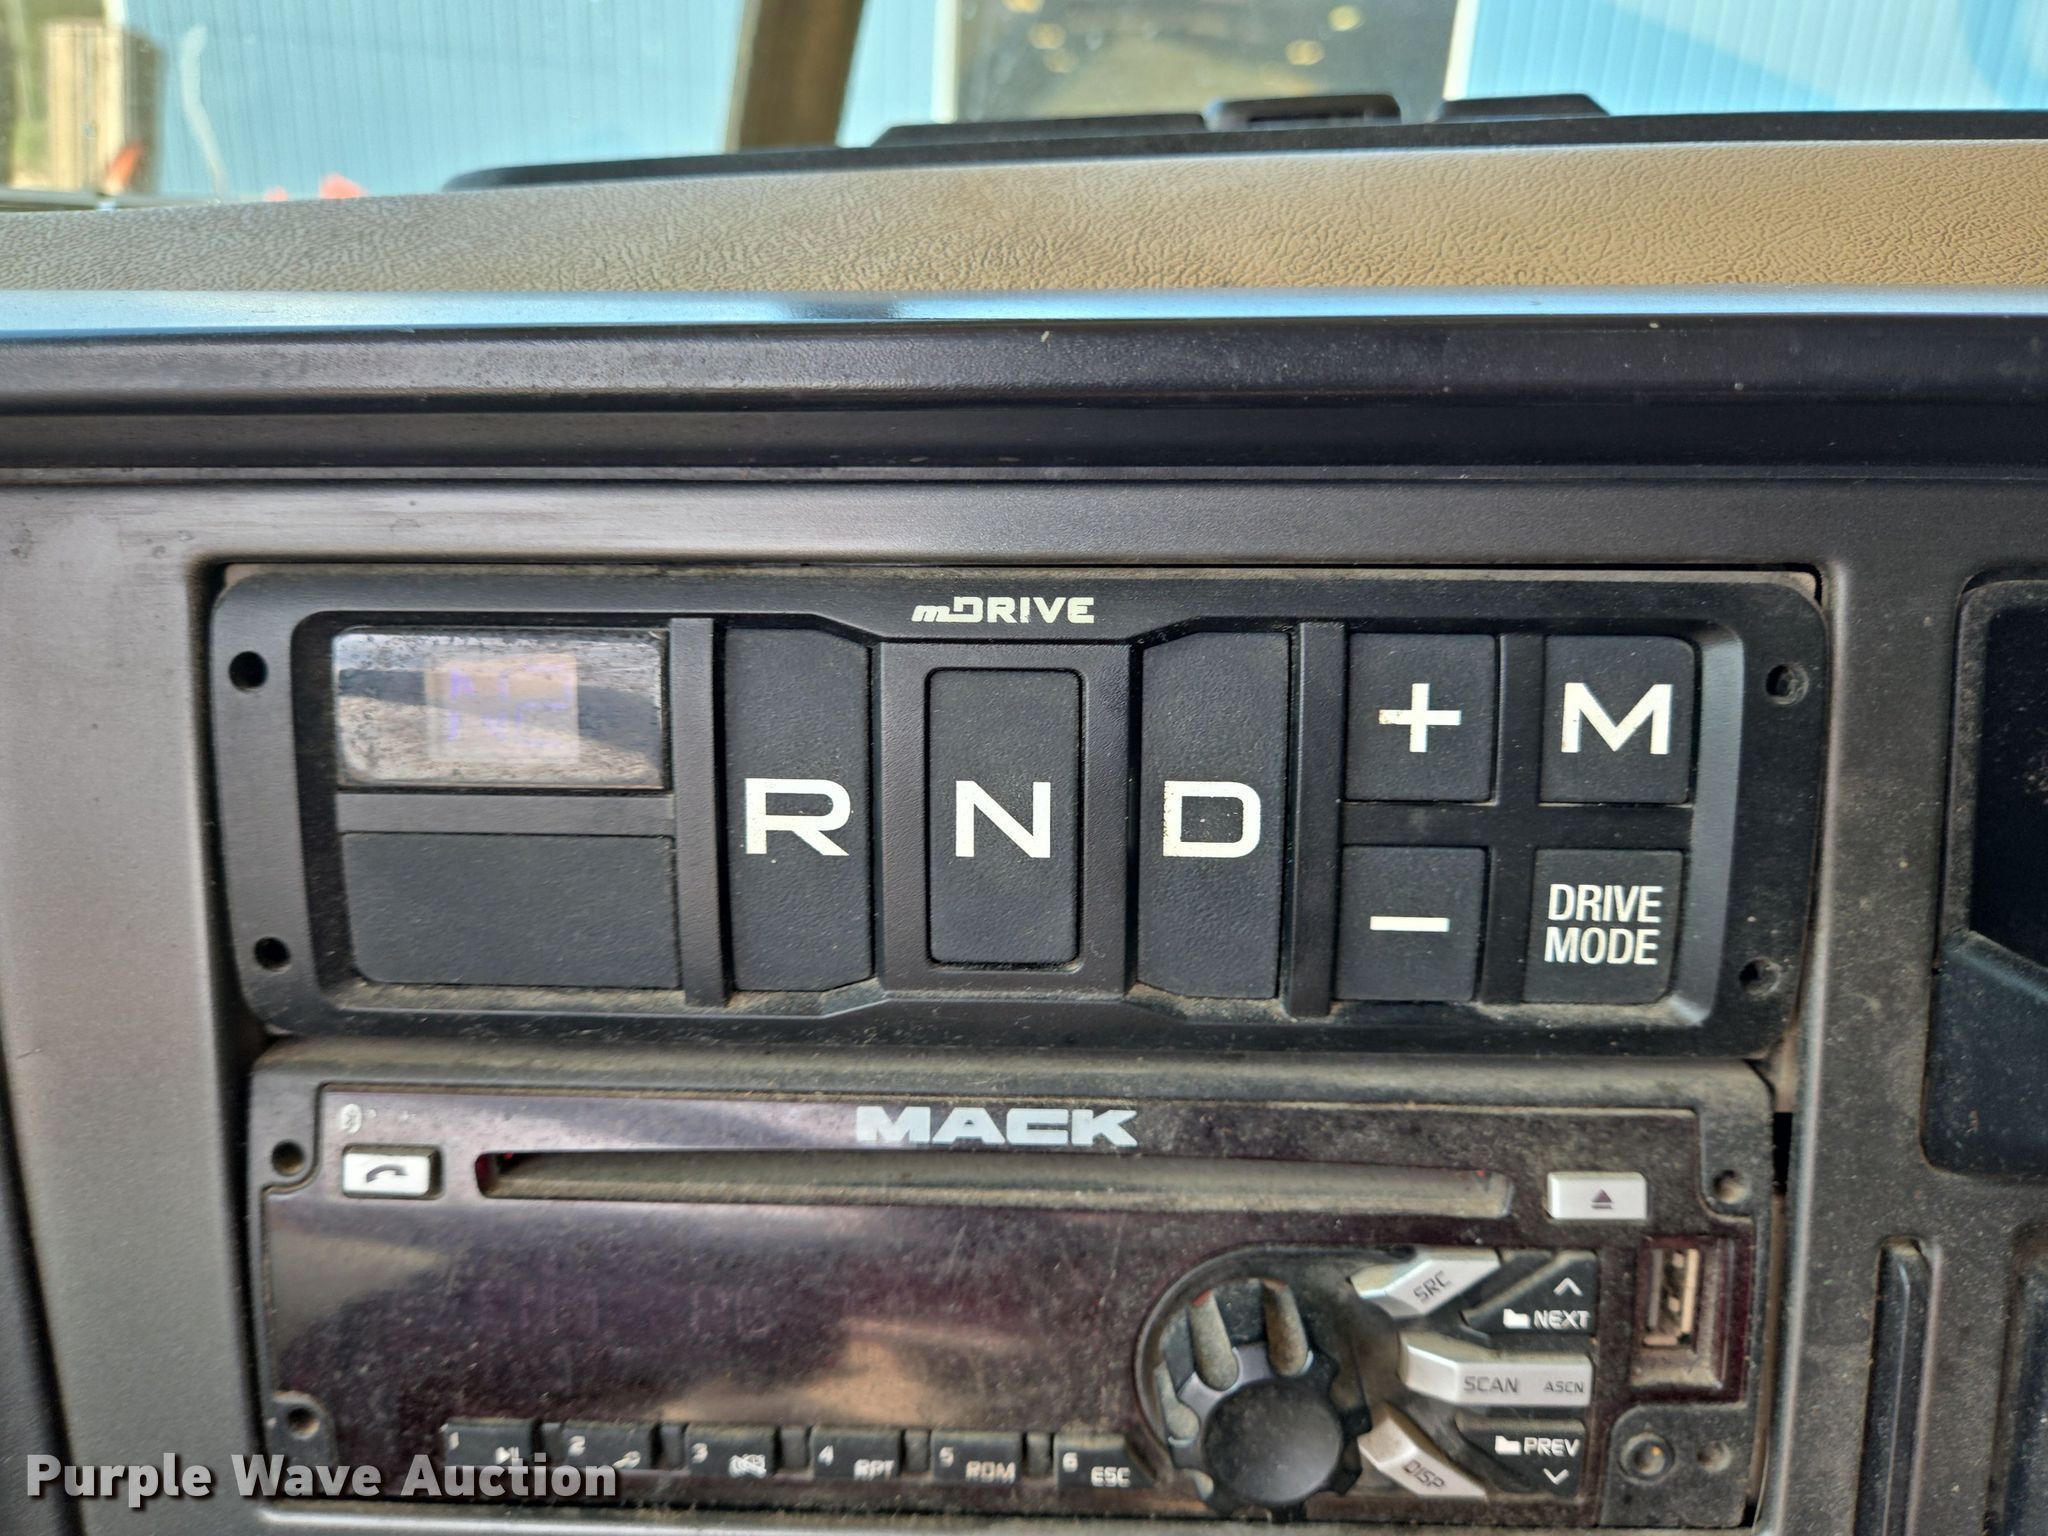 mDRIVE
R N D + M
- DRIVE
MODE
MACK
SRC
NEXT
SCAN ASCN
PREV
DISP
1 2 3 4 RPT 5 RDM 6 ESC
MACK
Purple Wave Auction